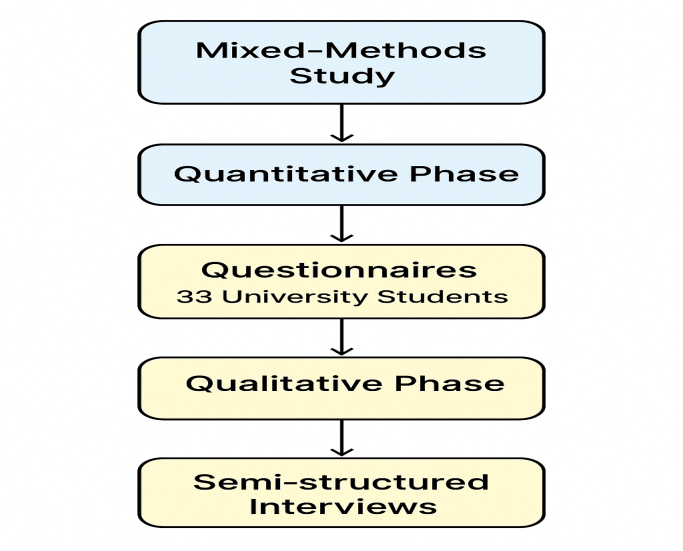 Mixed–Methods
Study
Quantitative Phase
Questionnaires
33 University Students
Qualitative Phase
Semi–structured
Interviews